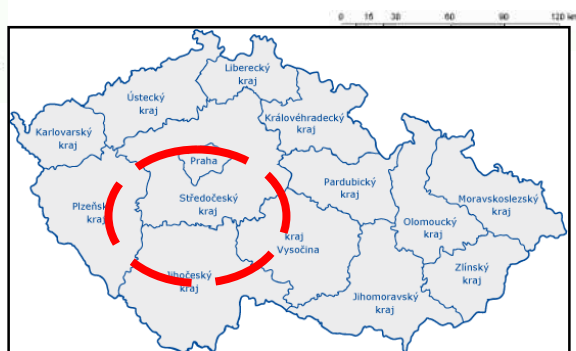 0 15 30 60 90 120 km
Liberecký
kraj
Ústecký
kraj
Karlovarský
kraj
Královéhradecký
kraj
Praha
Plzeňsk
kraj
Středočeský
kraj
Pardubický
kraj
Moravskoslezský
kraj
Olomoucký
kraj
kraj
Vysočina
Zlínský
kraj
Jihočeský
kraj
Jihomoravský
kraj